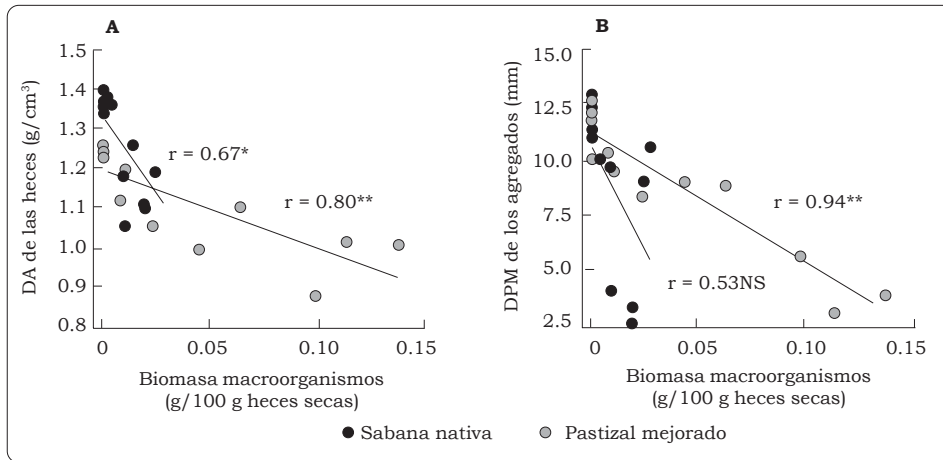 A
DA de las heces (g/cm³)
1.5
1.4
1.3
1.2
1.1
1.0
0.9
0.8
r = 0.67*
r = 0.80**
0 0.05 0.10 0.15
Biomasa macroorganismos
(g/100 g heces secas)
B
DPM de los agregados (mm)
15.0
12.5
10.0
7.5
5.0
2.5
r = 0.94**
r = 0.53NS
0 0.05 0.10 0.15
Biomasa macroorganismos
(g/100 g heces secas)
Sabana nativa Pastizal mejorado